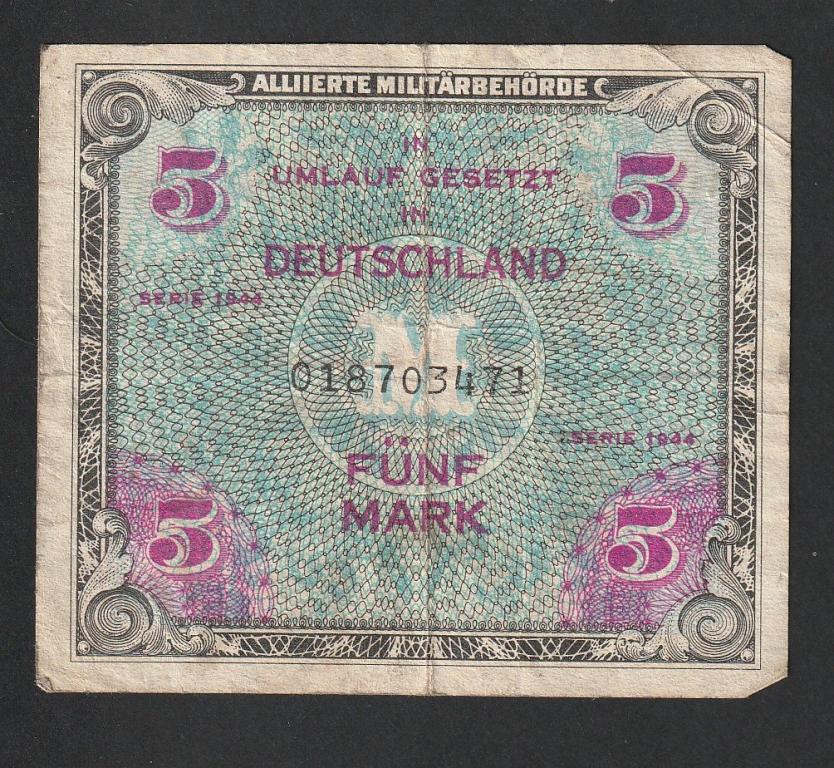 ALLIIERTE MILITÄRBEHÖRDE
5 5
IN
UMLAUF GESETZT
IN
DEUTSCHLAND
SERIE 1944
M
018703471
SERIE 1944
FÜNF
MARK
5 5